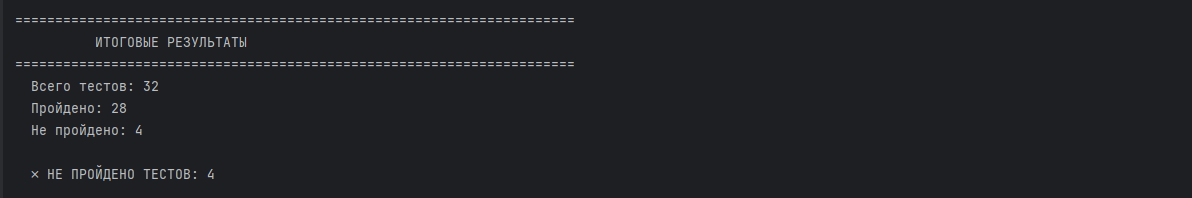 ======================================================================
ИТОГОВЫЕ РЕЗУЛЬТАТЫ
======================================================================
Всего тестов: 32
Пройдено: 28
Не пройдено: 4
× НЕ ПРОЙДЕНО ТЕСТОВ: 4